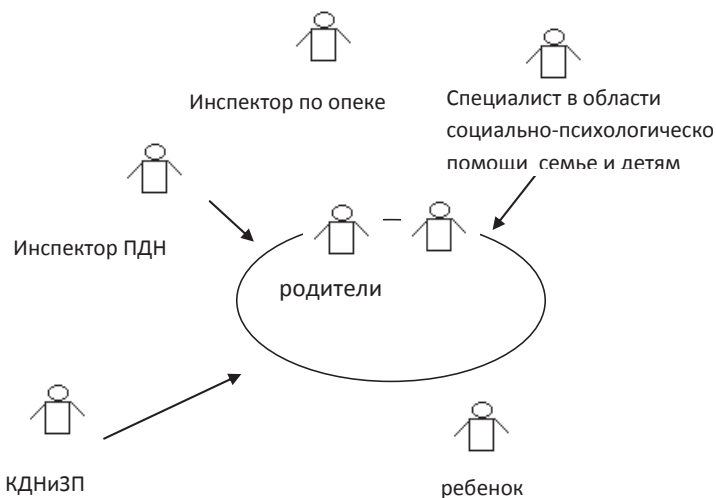 Инспектор по опеке
Специалист в области
социально-психологическо
помощи семье и детям
Инспектор ПДН
родители
КДНиЗП
ребенок